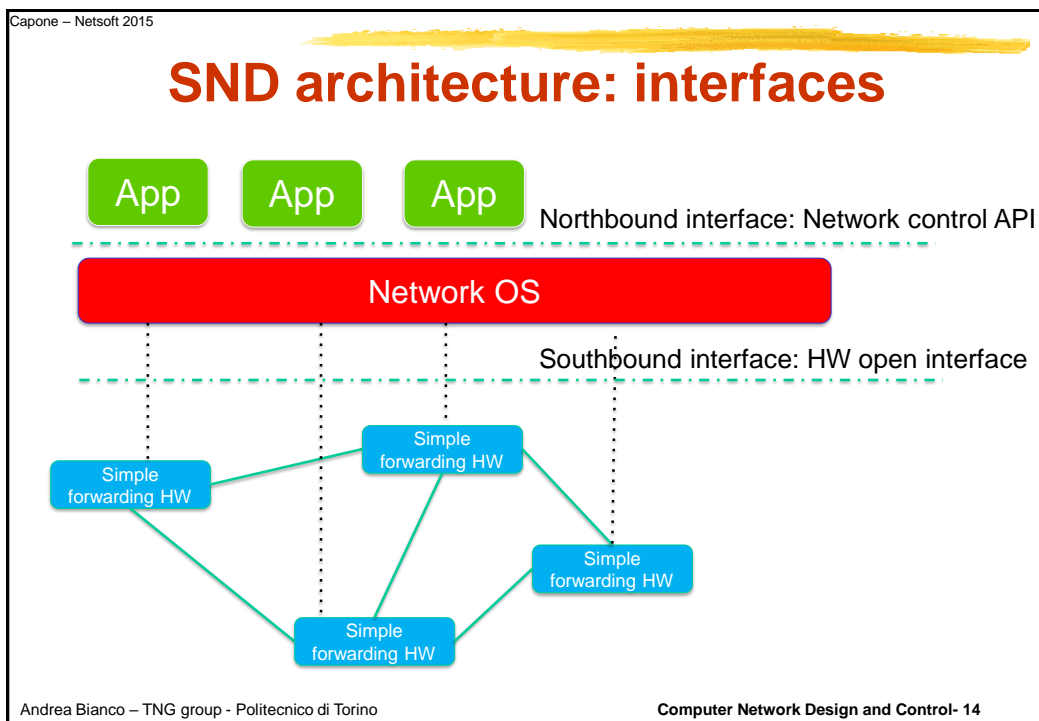 Capone – Netsoft 2015
SND architecture: interfaces
App
App
App
Northbound interface: Network control API
Network OS
Southbound interface: HW open interface
Simple
forwarding HW
Simple
forwarding HW
Simple
forwarding HW
Simple
forwarding HW
Andrea Bianco – TNG group - Politecnico di Torino
Computer Network Design and Control- 14